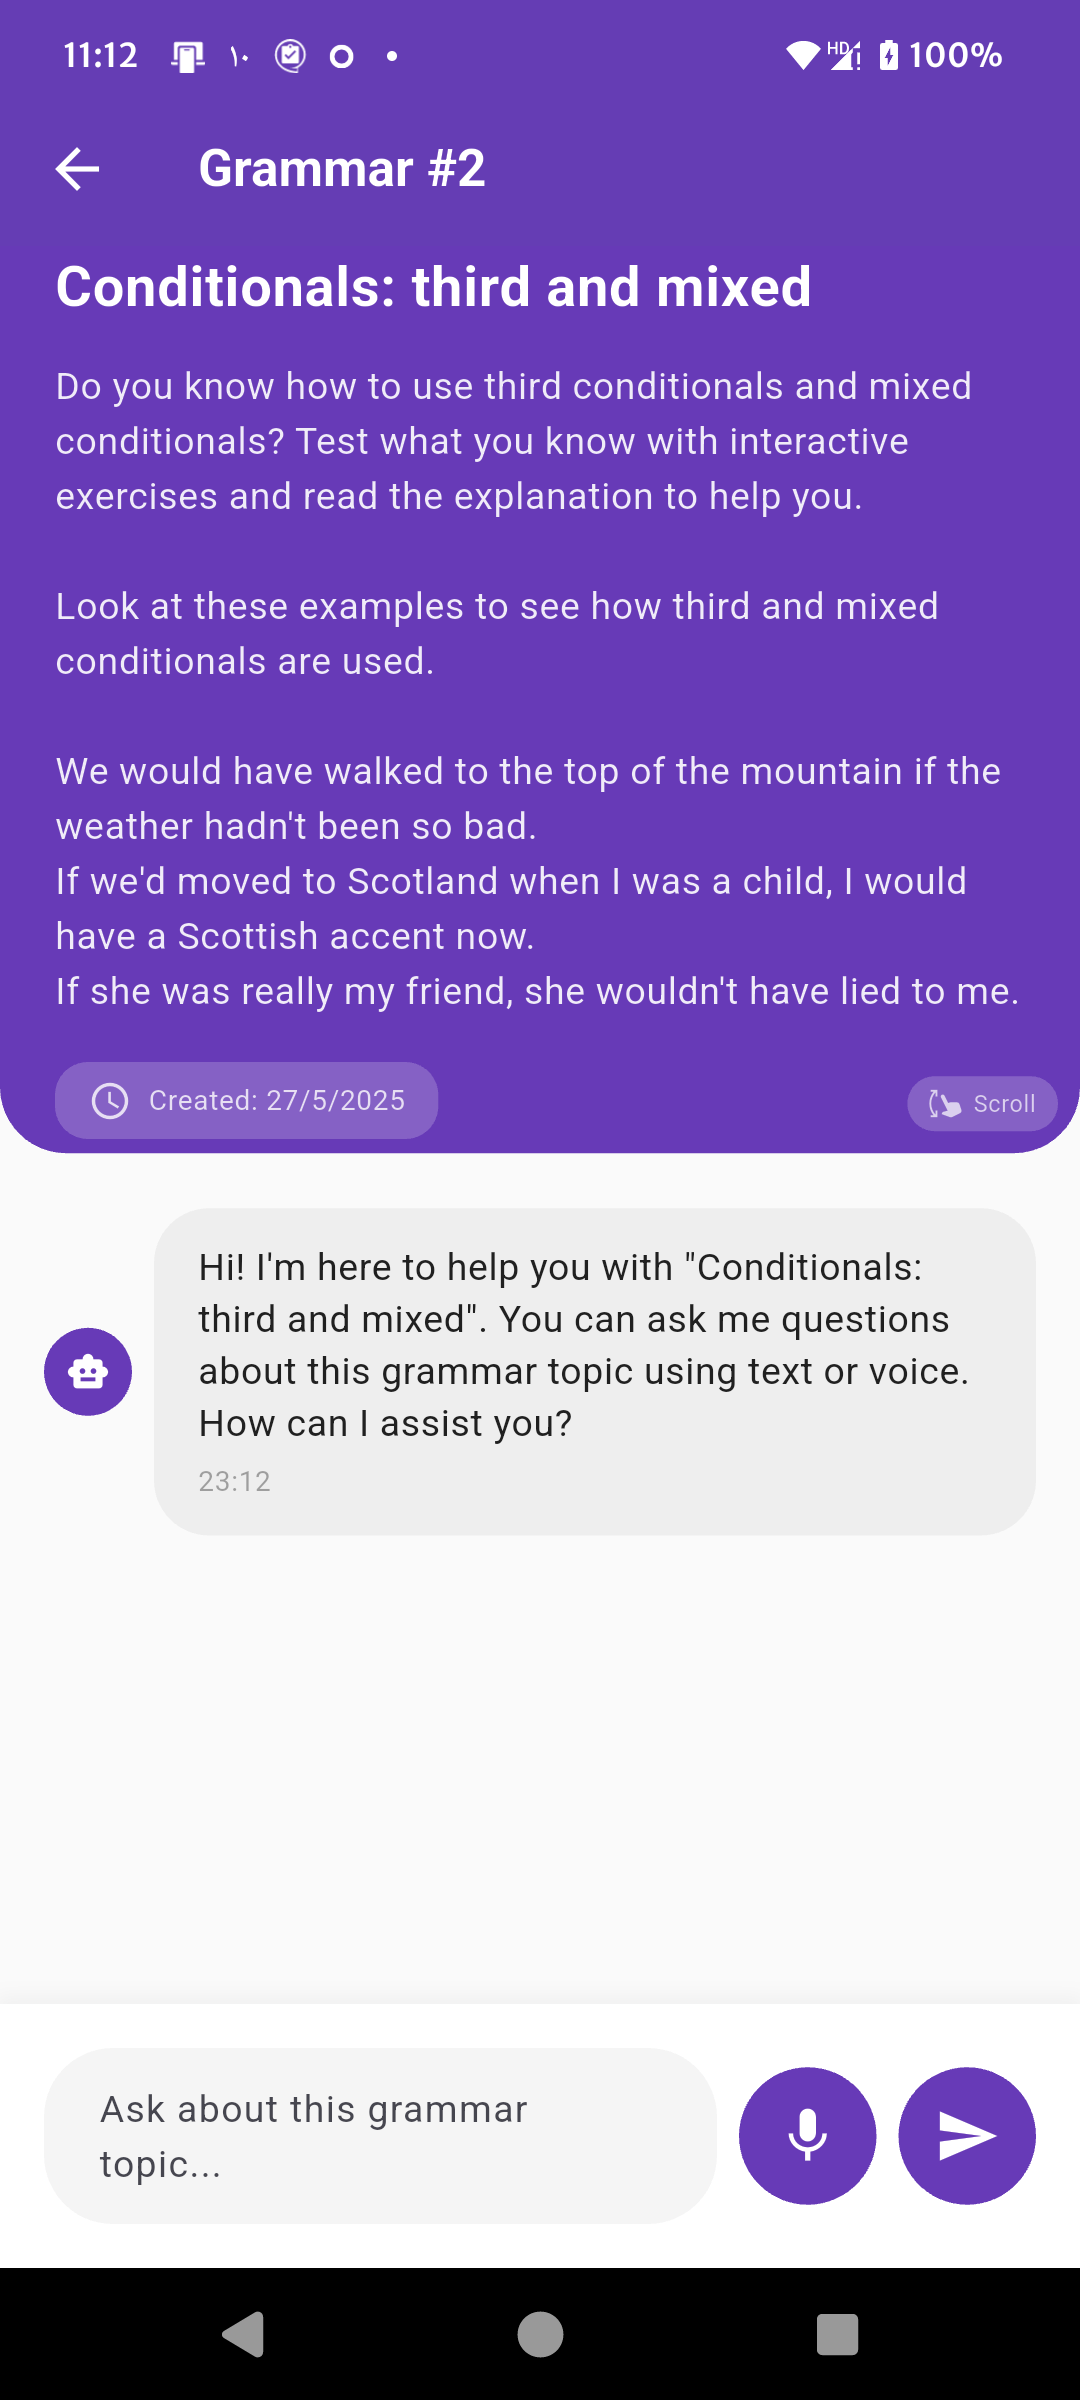 11:12 ١٠ HD 100%
Grammar #2
Conditionals: third and mixed
Do you know how to use third conditionals and mixed
conditionals? Test what you know with interactive
exercises and read the explanation to help you.
Look at these examples to see how third and mixed
conditionals are used.
We would have walked to the top of the mountain if the
weather hadn't been so bad.
If we'd moved to Scotland when I was a child, I would
have a Scottish accent now.
If she was really my friend, she wouldn't have lied to me.
Created: 27/5/2025
Scroll
Hi! I'm here to help you with "Conditionals:
third and mixed". You can ask me questions
about this grammar topic using text or voice.
How can I assist you?
23:12
Ask about this grammar
topic...